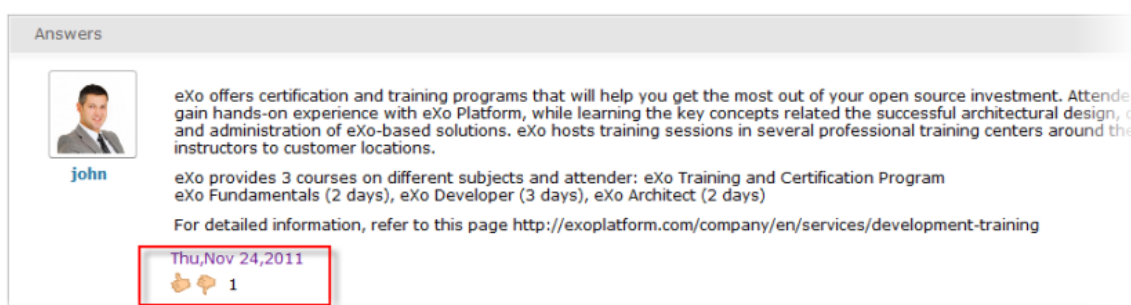 Answers
eXo offers certification and training programs that will help you get the most out of your open source investment. Attende
gain hands-on experience with eXo Platform, while learning the key concepts related the successful architectural design,
and administration of eXo-based solutions. eXo hosts training sessions in several professional training centers around the
instructors to customer locations.
john
eXo provides 3 courses on different subjects and attender: eXo Training and Certification Program
eXo Fundamentals (2 days), eXo Developer (3 days), eXo Architect (2 days)
For detailed information, refer to this page http://exoplatform.com/company/en/services/development-training
Thu,Nov 24,2011
1